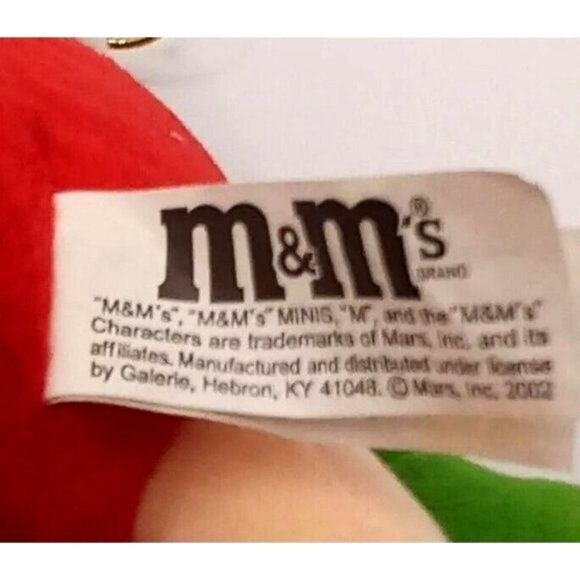 m&m's®
BRAND
"M&M's", "M&M's" MINIS, "M", and the "M&M's"
Characters are trademarks of Mars, Inc. and its
affiliates. Manufactured and distributed under license
by Galerie, Hebron, KY 41048. © Mars, Inc. 2002